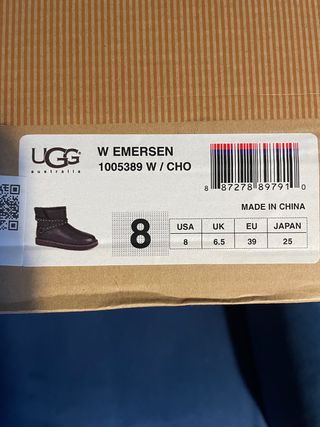 UGG
australia
W EMERSEN
1005389 W / CHO
8 87278 89791 0
MADE IN CHINA
8
USA UK EU JAPAN
8 6.5 39 25